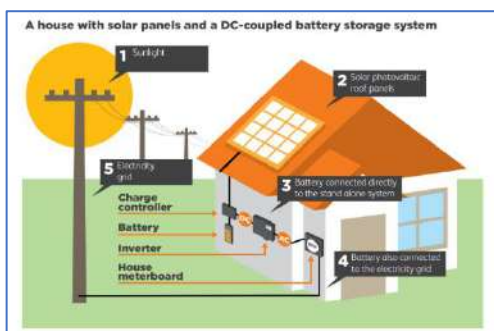 A house with solar panels and a DC-coupled battery storage system
1 Sunlight
2 Solar photovoltaic
roof panels
5 Electricity
grid
3 Battery connected directly
to the stand alone system
Charge
controller
Battery
Inverter
House
meterboard
DC
AC
4 Battery also connected
to the electricity grid